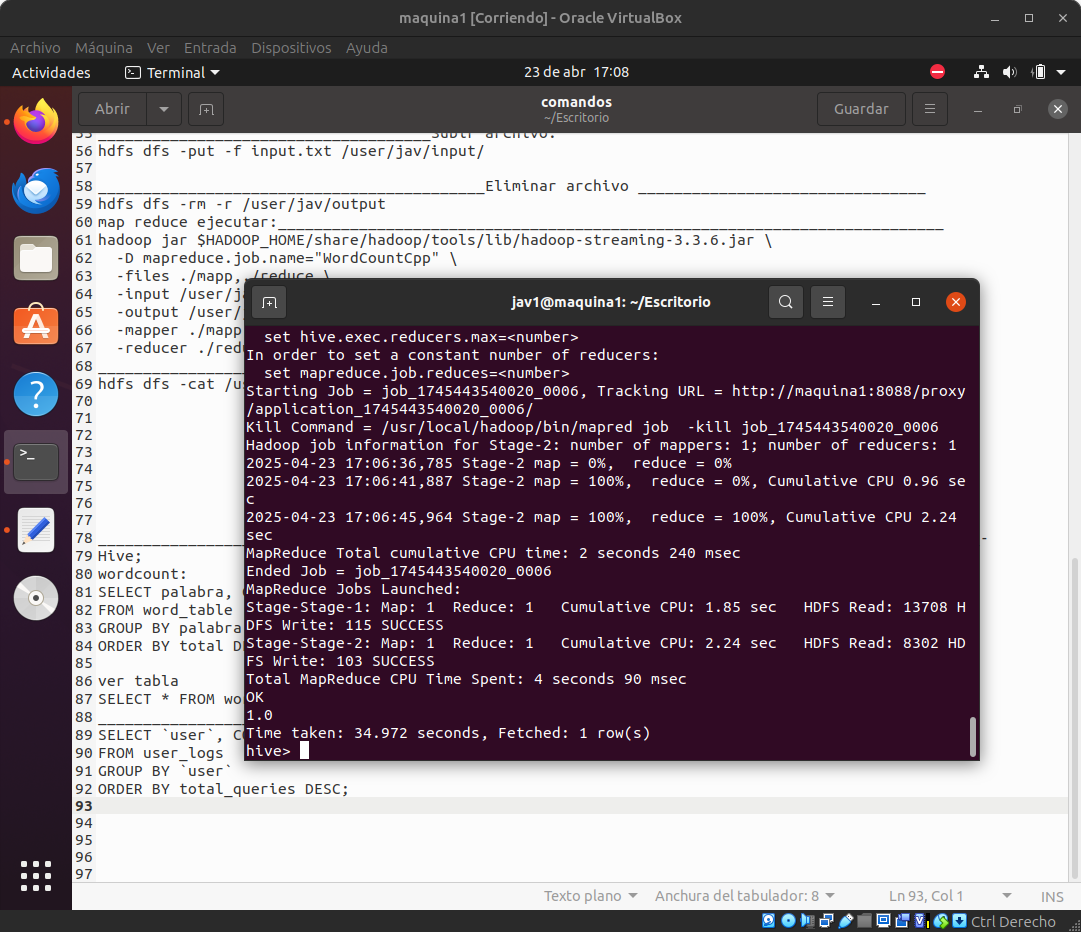 maquina1 [Corriendo] - Oracle VirtualBox
Archivo Máquina Ver Entrada Dispositivos Ayuda
Actividades Terminal 23 de abr 17:08
Abrir comandos Guardar
~/Escritorio
55 _____________________________________Subir archivo:
56 hdfs dfs -put -f input.txt /user/jav/input/
57
58 ___________________________________________Eliminar archivo ________________________________
59 hdfs dfs -rm -r /user/jav/output
60 map reduce ejecutar:__________________________________________________________________________
61 hadoop jar $HADOOP_HOME/share/hadoop/tools/lib/hadoop-streaming-3.3.6.jar \
62 -D mapreduce.job.name="WordCountCpp" \
63 -files ./mapp,./reduce \
64 -input /user/ja
65 -output /user/
66 -mapper ./mapp
67 -reducer ./redu
68 ________________
69 hdfs dfs -cat /us
70
71
72
73
74
75
76
77
78 ________________ -
79 Hive;
80 wordcount:
81 SELECT palabra,
82 FROM word_table
83 GROUP BY palabra
84 ORDER BY total D
85
86 ver tabla
87 SELECT * FROM wo
88 ________________
89 SELECT `user`, CO
90 FROM user_logs
91 GROUP BY `user`
92 ORDER BY total_queries DESC;
93
94
95
96
97
jav1@maquina1: ~/Escritorio
set hive.exec.reducers.max=<number>
In order to set a constant number of reducers:
set mapreduce.job.reduces=<number>
Starting Job = job_1745443540020_0006, Tracking URL = http://maquina1:8088/proxy
/application_1745443540020_0006/
Kill Command = /usr/local/hadoop/bin/mapred job  -kill job_1745443540020_0006
Hadoop job information for Stage-2: number of mappers: 1; number of reducers: 1
2025-04-23 17:06:36,785 Stage-2 map = 0%,  reduce = 0%
2025-04-23 17:06:41,887 Stage-2 map = 100%,  reduce = 0%, Cumulative CPU 0.96 se
c
2025-04-23 17:06:45,964 Stage-2 map = 100%,  reduce = 100%, Cumulative CPU 2.24
sec
MapReduce Total cumulative CPU time: 2 seconds 240 msec
Ended Job = job_1745443540020_0006
MapReduce Jobs Launched:
Stage-Stage-1: Map: 1  Reduce: 1   Cumulative CPU: 1.85 sec   HDFS Read: 13708 H
DFS Write: 115 SUCCESS
Stage-Stage-2: Map: 1  Reduce: 1   Cumulative CPU: 2.24 sec   HDFS Read: 8302 HD
FS Write: 103 SUCCESS
Total MapReduce CPU Time Spent: 4 seconds 90 msec
OK
1.0
Time taken: 34.972 seconds, Fetched: 1 row(s)
hive>
Texto plano Anchura del tabulador: 8 Ln 93, Col 1 INS
Ctrl Derecho